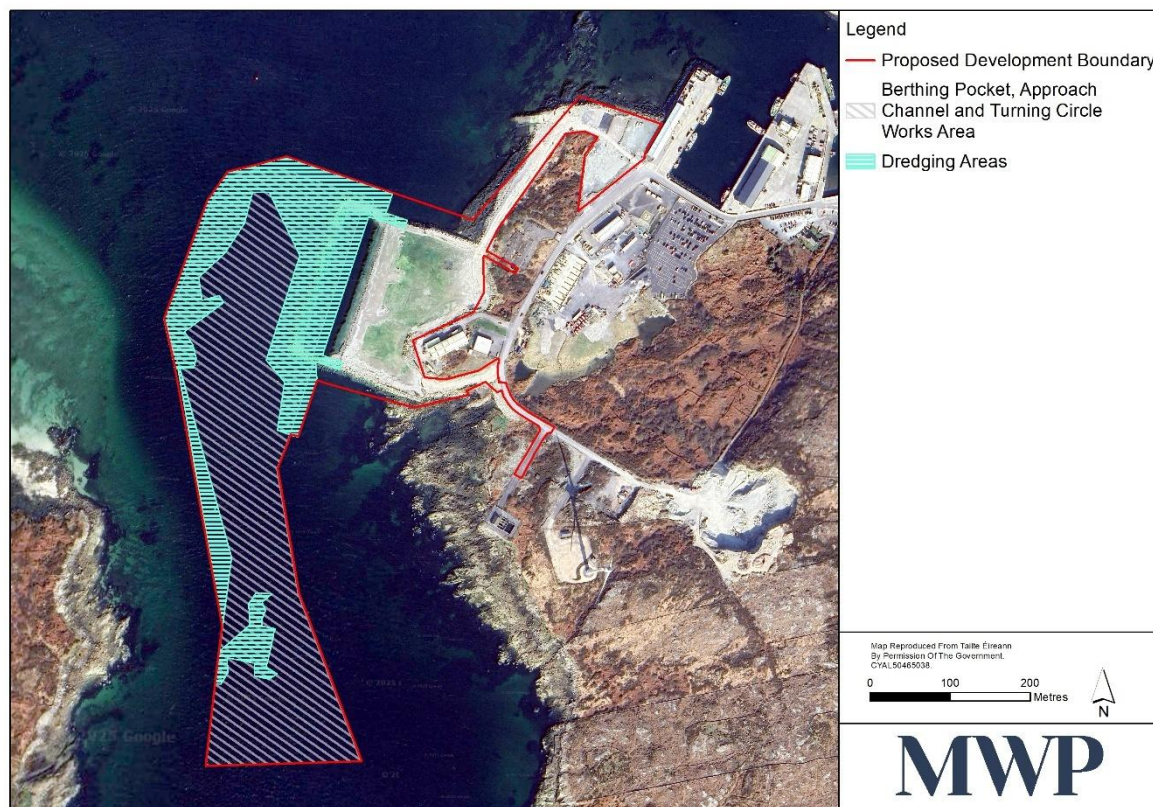 Legend
Proposed Development Boundary
Berthing Pocket, Approach
Channel and Turning Circle
Works Area
Dredging Areas
Map Reproduced From Tailte Éireann
By Permission Of The Government.
CYAL50465038.
0 100 200
Metres
N
MWP